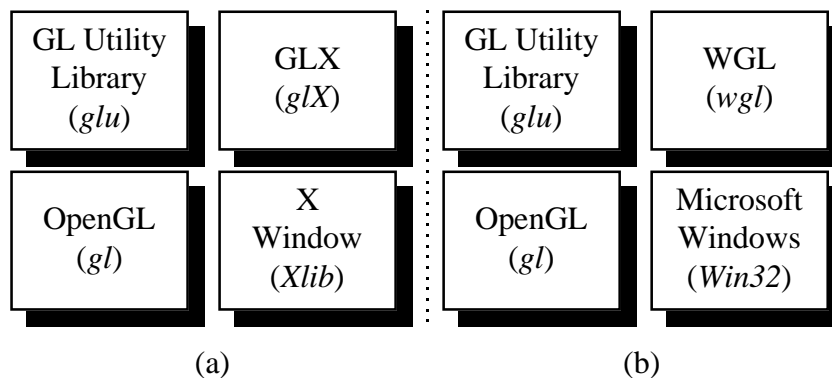 GL Utility
Library
(glu)
GLX
(glX)
OpenGL
(gl)
X
Window
(Xlib)
(a)
GL Utility
Library
(glu)
WGL
(wgl)
OpenGL
(gl)
Microsoft
Windows
(Win32)
(b)